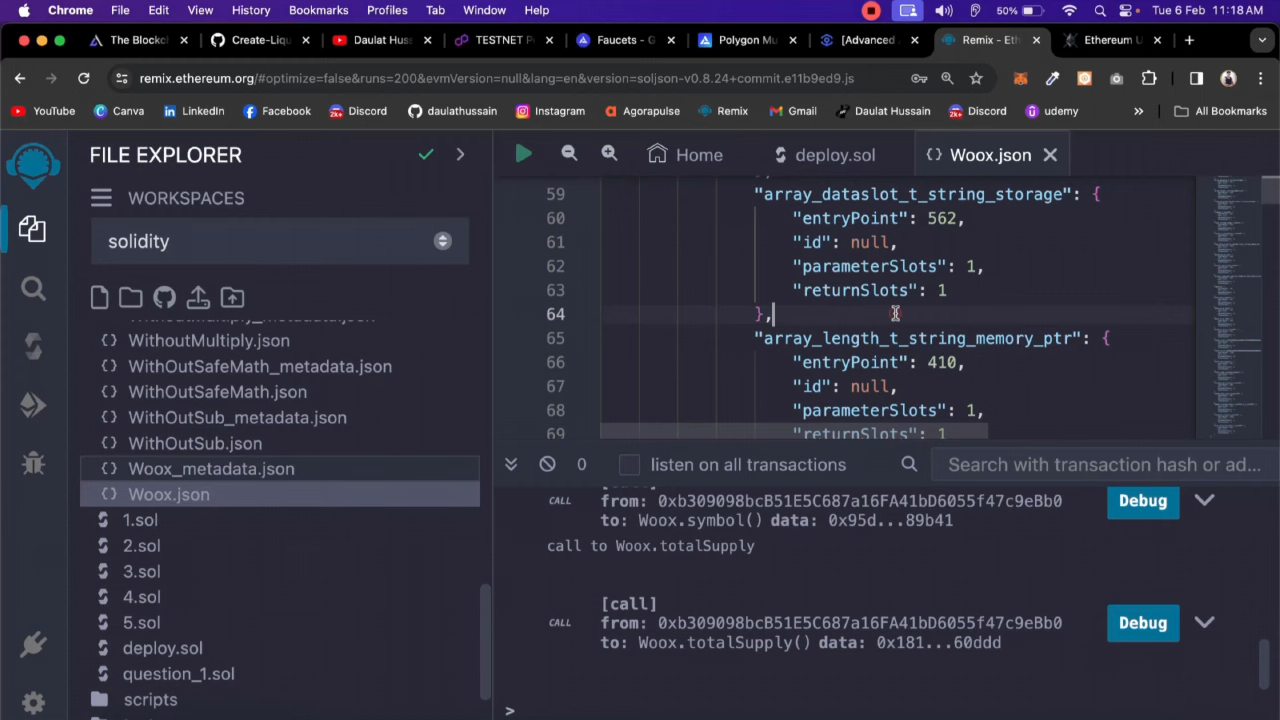 Chrome File Edit View History Bookmarks Profiles Tab Window Help 50% Tue 6 Feb 11:18 AM
The Blockc Create-Liqu Daulat Huss TESTNET P Faucets - G Polygon Mu [Advanced Remix - Eth Ethereum U
remix.ethereum.org/#optimize=false&runs=200&evmVersion=null&lang=en&version=soljson-v0.8.24+commit.e11b9ed9.js
YouTube Canva LinkedIn Facebook Discord daulathussain Instagram Agorapulse Remix Gmail Daulat Hussain Discord udemy » All Bookmarks
FILE EXPLORER
WORKSPACES
solidity
WithoutMultiply_metadata.json
{} WithoutMultiply.json
{} WithOutSafeMath_metadata.json
{} WithOutSafeMath.json
{} WithOutSub_metadata.json
{} WithOutSub.json
{} Woox_metadata.json
{} Woox.json
1.sol
2.sol
3.sol
4.sol
5.sol
deploy.sol
question_1.sol
scripts
Home deploy.sol {} Woox.json
59 "array_dataslot_t_string_storage": {
60 "entryPoint": 562,
61 "id": null,
62 "parameterSlots": 1,
63 "returnSlots": 1
64 },
65 "array_length_t_string_memory_ptr": {
66 "entryPoint": 410,
67 "id": null,
68 "parameterSlots": 1,
69 "returnSlots": 1
0 listen on all transactions Search with transaction hash or ad...
[call]
CALL from: 0xb309098bcB51E5C687a16FA41bD6055f47c9eBb0 Debug
to: Woox.symbol() data: 0x95d...89b41
call to Woox.totalSupply
[call]
CALL from: 0xb309098bcB51E5C687a16FA41bD6055f47c9eBb0 Debug
to: Woox.totalSupply() data: 0x181...60ddd
>